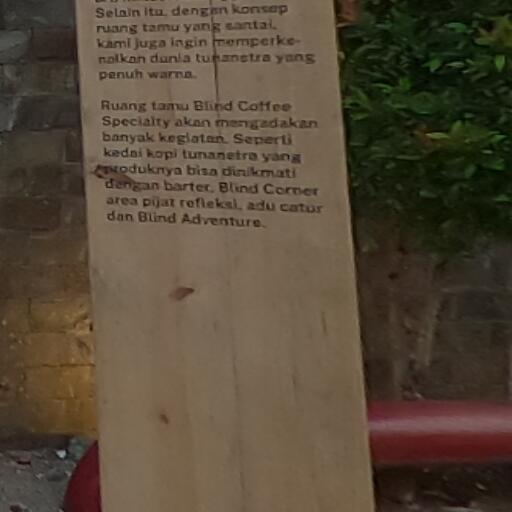 Selain itu, dengan konsep
ruang tamu yang santai,
kami juga ingin memperke-
nalkan dunia tunanetra yang
penuh warna.
Ruang tamu Blind Coffee
Specialty akan mengadakan
banyak kegiatan. Seperti
kedai kopi tunanetra yang
produknya bisa dinikmati
dengan barter, Blind Corner
area pijat refleksi, adu catur
dan Blind Adventure.